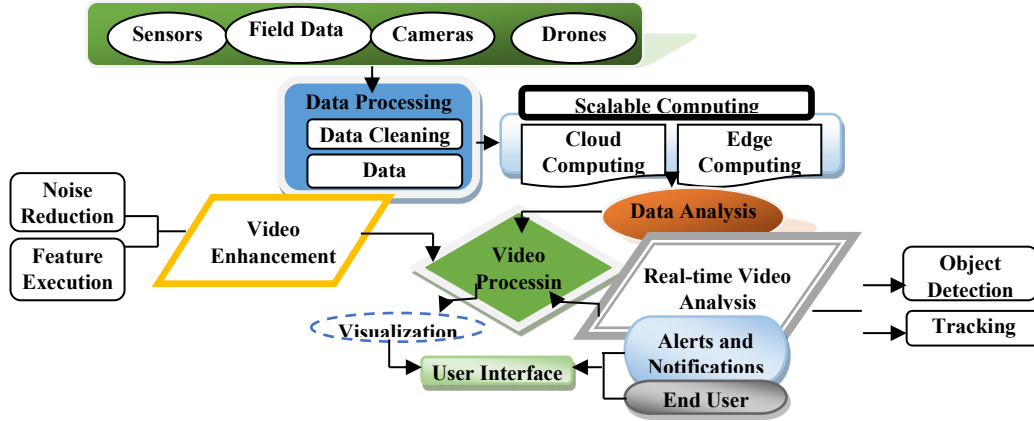 Sensors
Field Data
Cameras
Drones
Data Processing
Data Cleaning
Data
Scalable Computing
Cloud
Computing
Edge
Computing
Noise
Reduction
Feature
Execution
Video
Enhancement
Data Analysis
Video
Processin
Real-time Video
Analysis
Object
Detection
Tracking
Visualization
User Interface
Alerts and
Notifications
End User